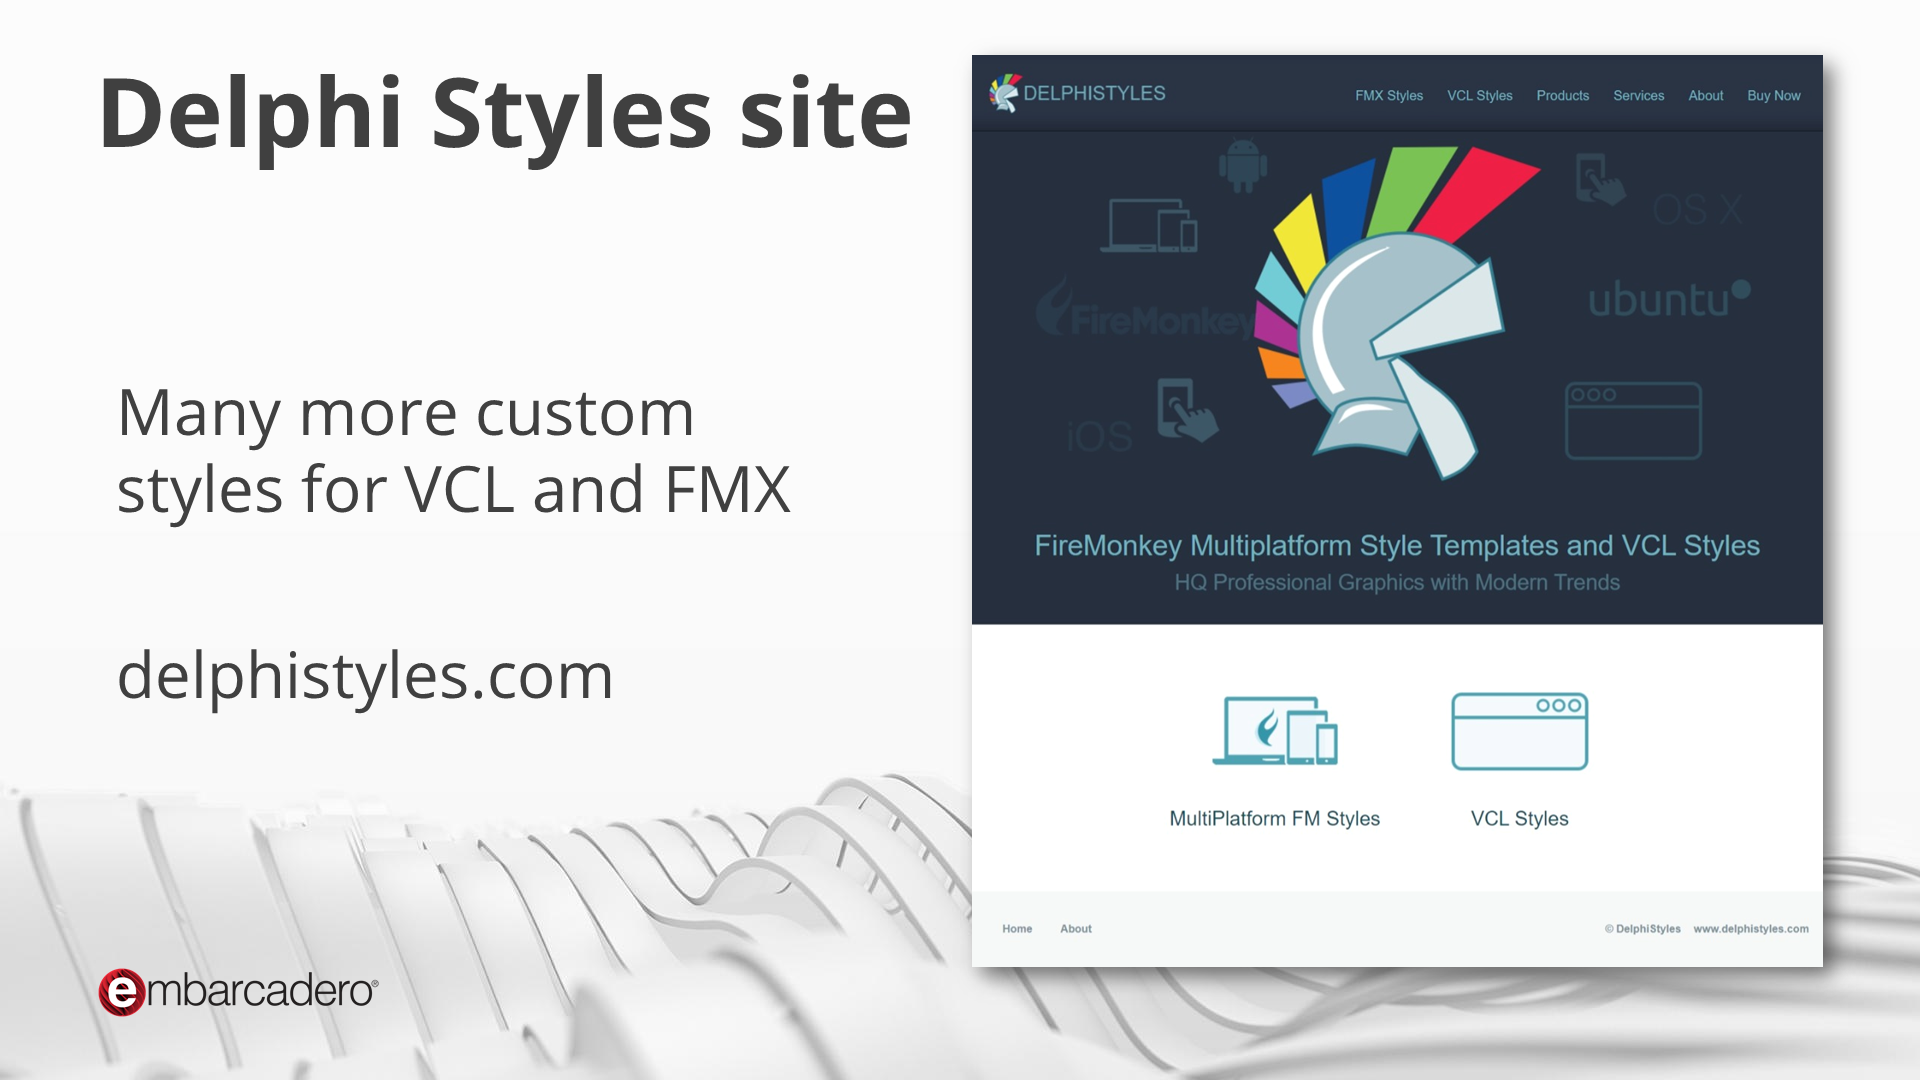 Delphi Styles site
Many more custom
styles for VCL and FMX
delphistyles.com
embarcadero®
DELPHISTYLES
FMX Styles VCL Styles Products Services About Buy Now
OS X
FireMonkey
ubuntu
iOS
FireMonkey Multiplatform Style Templates and VCL Styles
HQ Professional Graphics with Modern Trends
MultiPlatform FM Styles VCL Styles
Home About © DelphiStyles www.delphistyles.com